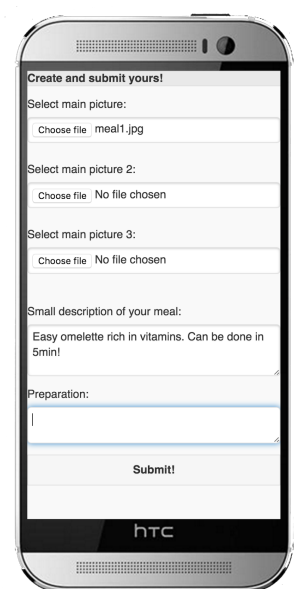 Create and submit yours!
Select main picture:
Choose file meal1.jpg
Select main picture 2:
Choose file No file chosen
Select main picture 3:
Choose file No file chosen
Small description of your meal:
Easy omelette rich in vitamins. Can be done in
5min!
Preparation:
Submit!
hTC